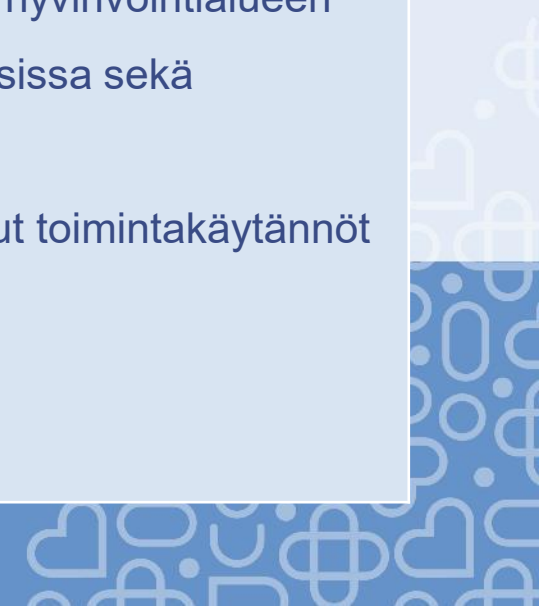 hyvinvointialueen
sissa sekä
ut toimintakäytännöt